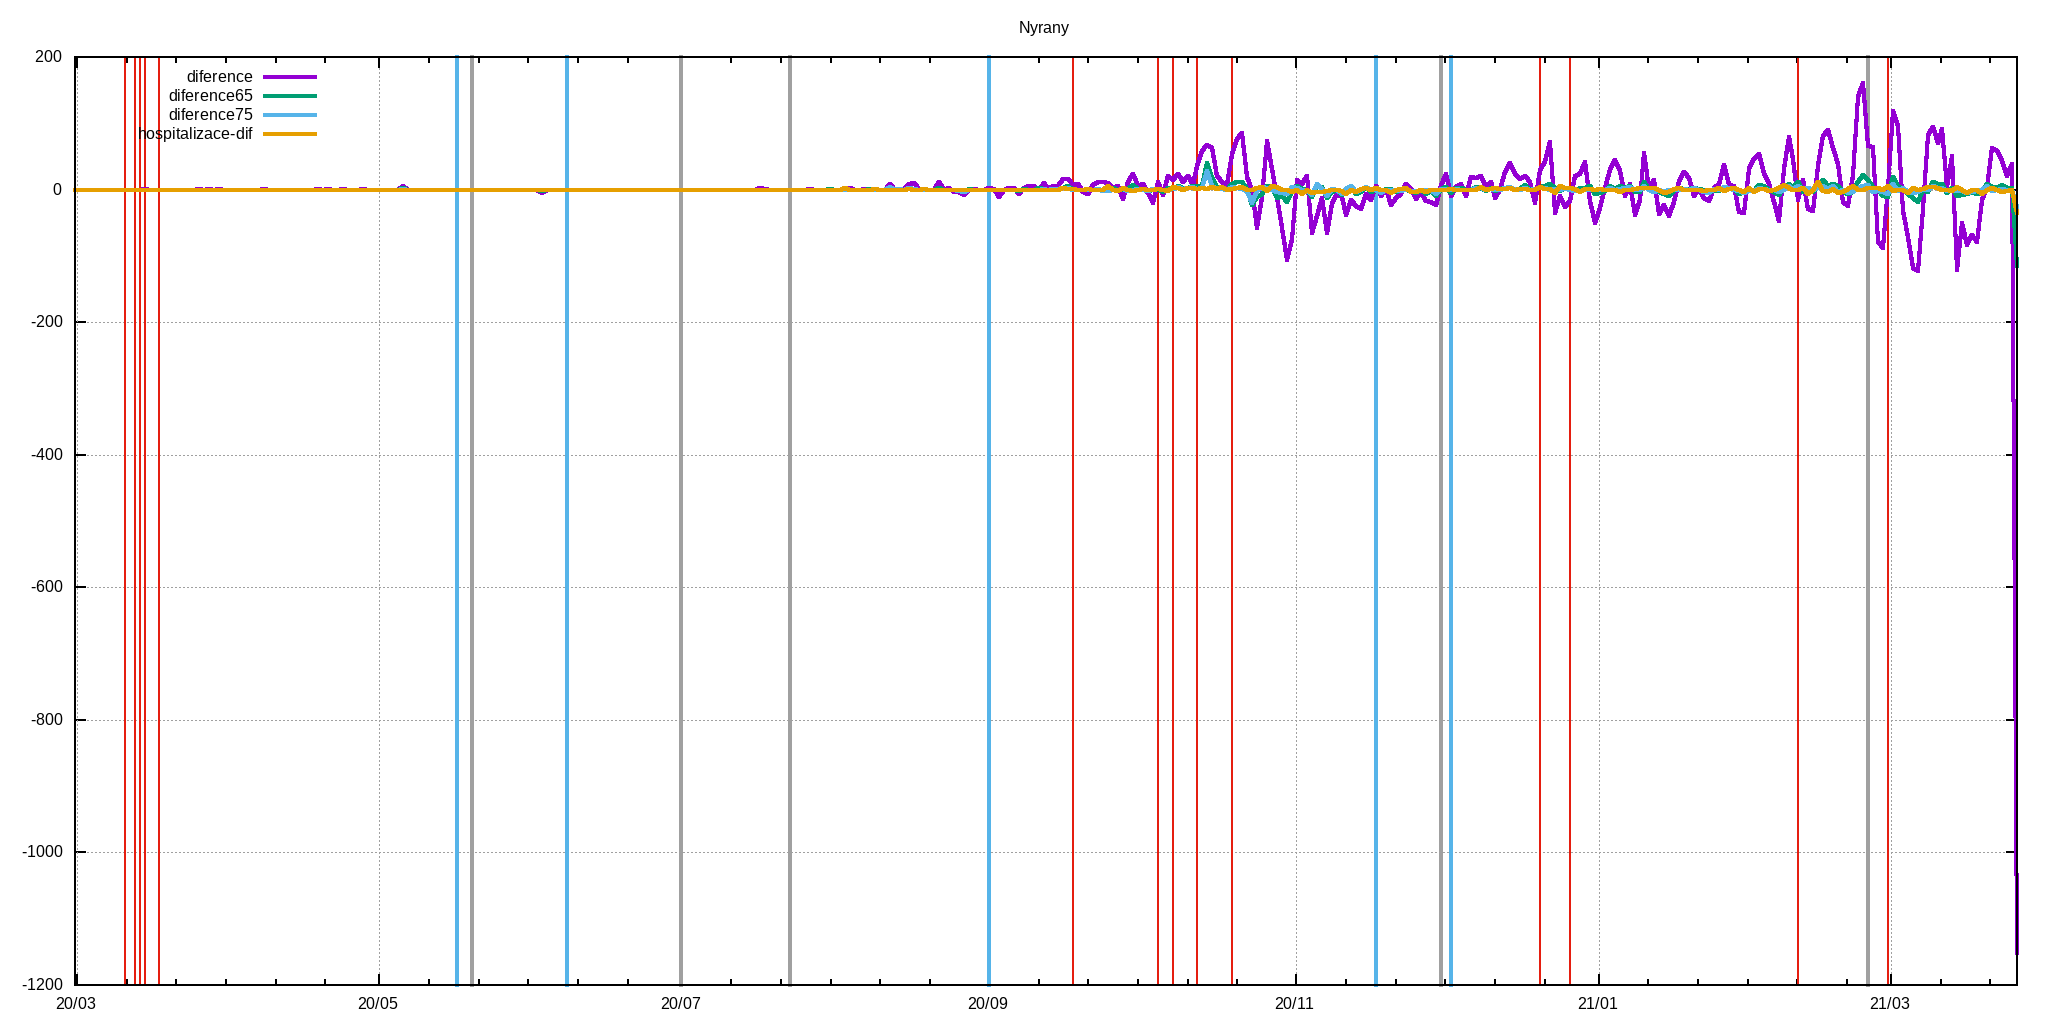 Nyrany
200
diference
diference65
diference75
hospitalizace-dif
0
-200
-400
-600
-800
-1000
-1200
20/03 20/05 20/07 20/09 20/11 21/01 21/03